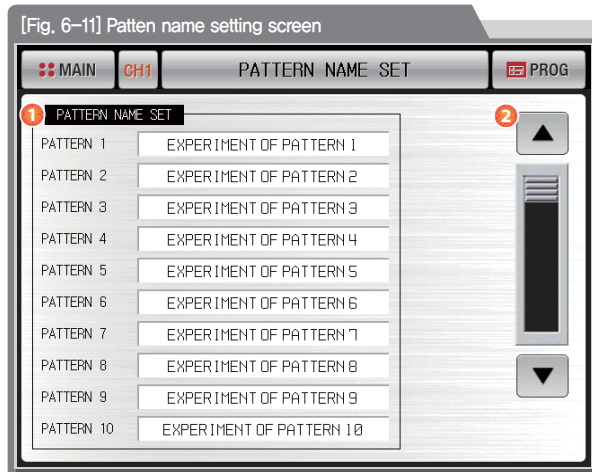 [Fig. 6-11] Patten name setting screen
MAIN CH1 PATTERN NAME SET PROG
1 PATTERN NAME SET 2
PATTERN 1 EXPERIMENT OF PATTERN 1
PATTERN 2 EXPERIMENT OF PATTERN 2
PATTERN 3 EXPERIMENT OF PATTERN 3
PATTERN 4 EXPERIMENT OF PATTERN 4
PATTERN 5 EXPERIMENT OF PATTERN 5
PATTERN 6 EXPERIMENT OF PATTERN 6
PATTERN 7 EXPERIMENT OF PATTERN 7
PATTERN 8 EXPERIMENT OF PATTERN 8
PATTERN 9 EXPERIMENT OF PATTERN 9
PATTERN 10 EXPERIMENT OF PATTERN 10